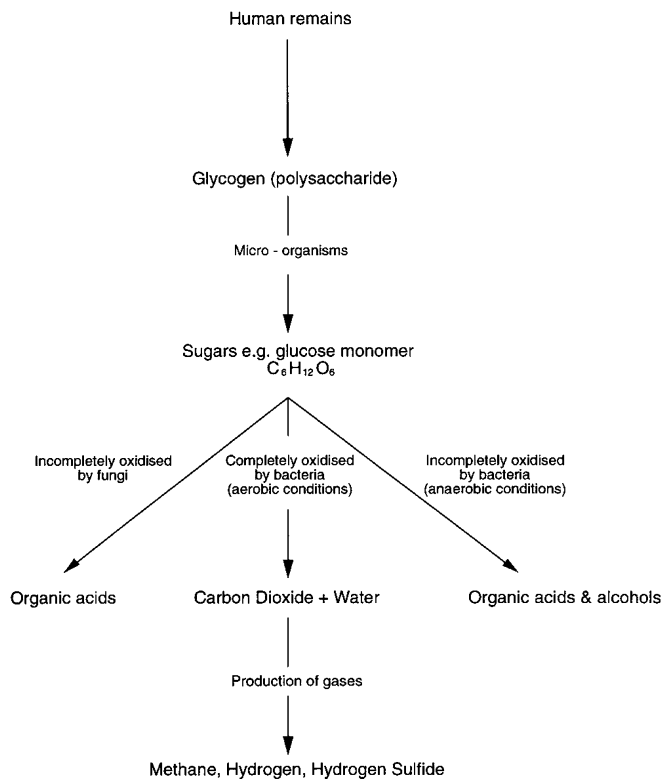 Human remains
Glycogen (polysaccharide)
Micro - organisms
Sugars e.g. glucose monomer
C₆H₁₂O₆
Incompletely oxidised
by fungi
Completely oxidised
by bacteria
(aerobic conditions)
Incompletely oxidised
by bacteria
(anaerobic conditions)
Organic acids
Carbon Dioxide + Water
Organic acids & alcohols
Production of gases
Methane, Hydrogen, Hydrogen Sulfide